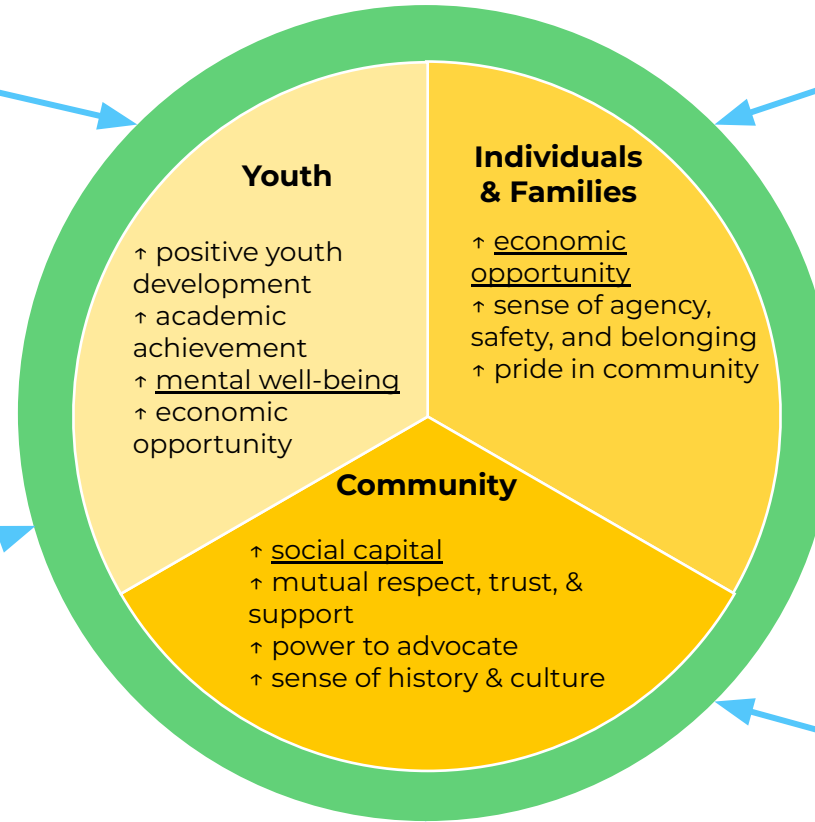 Youth
↑ positive youth
development
↑ academic
achievement
↑ mental well-being
↑ economic
opportunity
Individuals
& Families
↑ economic
opportunity
↑ sense of agency,
safety, and belonging
↑ pride in community
Community
↑ social capital
↑ mutual respect, trust, &
support
↑ power to advocate
↑ sense of history & culture